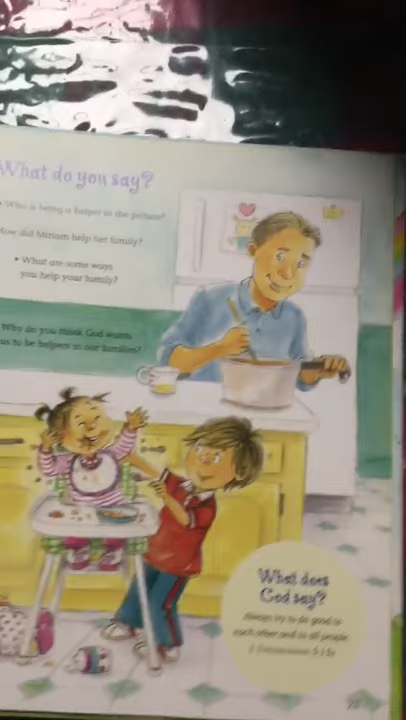 What do you say?
• Who is being a helper in the picture?
How did Miriam help her family?
• What are some ways
you help your family?
Why do you think God wants
us to be helpers in our families?
What does
God say?
Always try to do good to
each other and to all people
1 Thessalonians 5:15